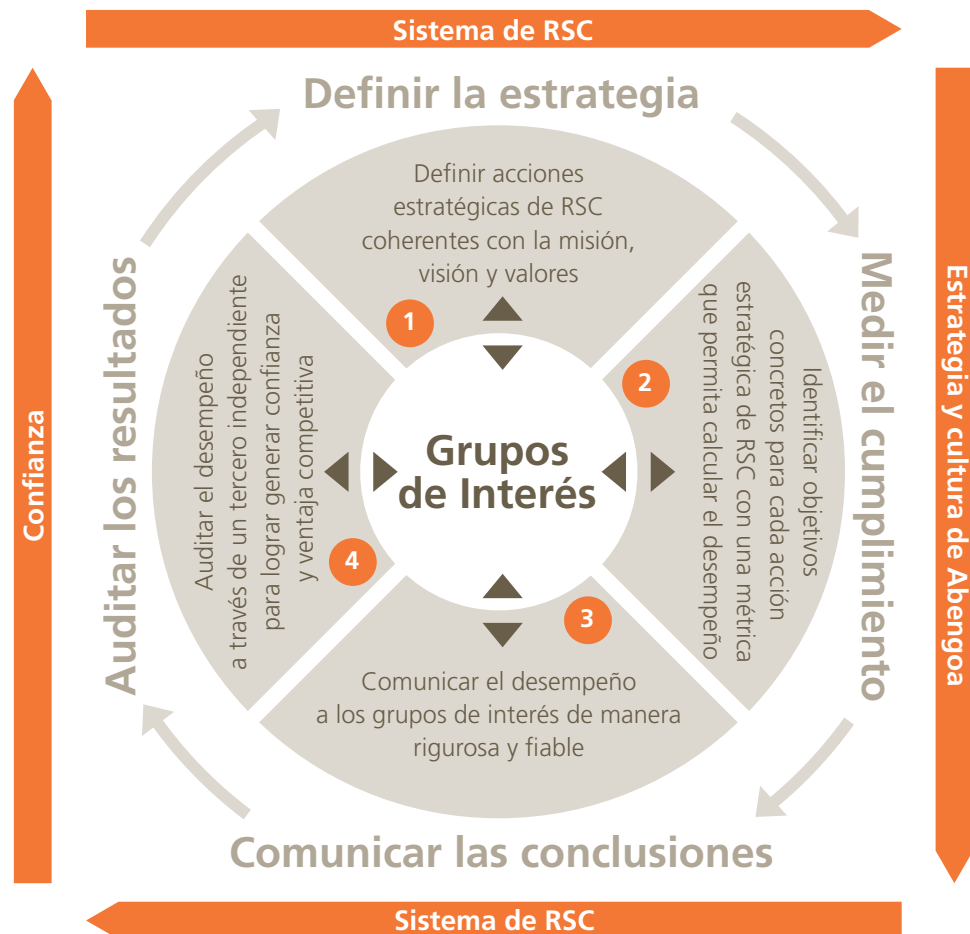 Sistema de RSC
Definir la estrategia
Definir acciones
estratégicas de RSC
coherentes con la misión,
visión y valores
1
Medir el cumplimiento
Identificar objetivos
concretos para cada acción
estratégica de RSC con una métrica
que permita calcular el desempeño
2
Estrategia y cultura de Abengoa
Grupos
de Interés
3
Comunicar el desempeño
a los grupos de interés de manera
rigurosa y fiable
Comunicar las conclusiones
4
Auditar el desempeño
a través de un tercero independiente
para lograr generar confianza
y ventaja competitiva
Auditar los resultados
Confianza
Sistema de RSC